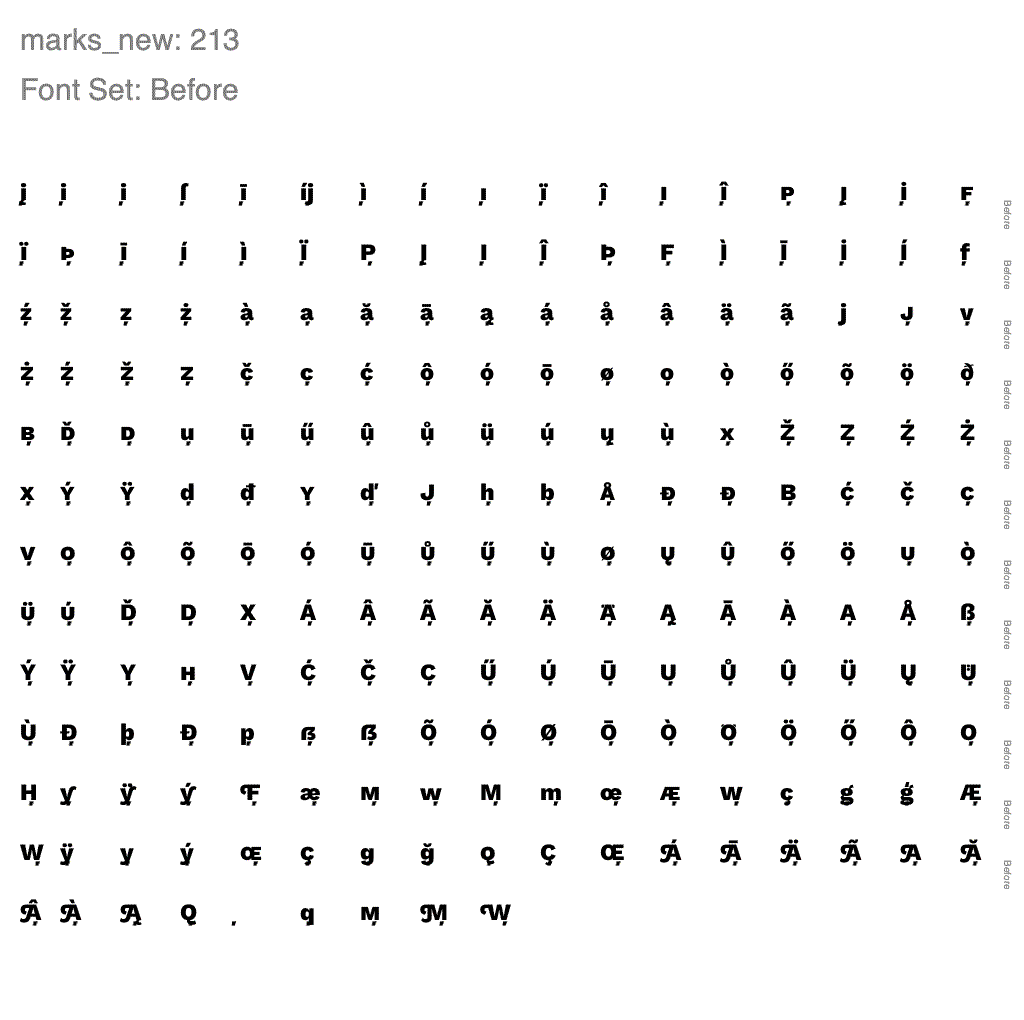 marks_new: 213
Font Set: Before
į̦ i̦ i̦ ʃ̦ ī̦ íj̦ ì̦ í̦ ı̦ ï̦ î̦ ı̦ Î̦ ᴘ̦ Į̦ İ̦ ꜰ̦ Before
ï̦ þ̦ ī̦ í̦ ì̦ Ï̦ P̦ Į̦ I̦ Î̦ Þ̦ F̦ Ì̦ Ī̦ İ̦ Í̦ f̦ Before
ź̦ ž̦ z̦ ż̦ à̦ a̦ ă̦ ā̦ ą̦ á̦ å̦ â̦ ä̦ ã̦ j̦ ᴊ̦ v̦ Before
ż̦ ź̦ ž̦ z̦ č̦ c̦ ć̦ ô̦ ó̦ ō̦ ø̦ o̦ ò̦ ő̦ õ̦ ö̦ ð̦ Before
ʙ̦ ď̦ ᴅ̦ u̦ ū̦ ű̦ û̦ ů̦ ü̦ ú̦ ų̦ ù̦ x̦ Ž̦ Z̦ Ź̦ Ż̦ Before
x̦ ý̦ ÿ̦ d̦ đ̦ ʏ̦ ď̦ J̦ h̦ b̦ å̦ ð̦ đ̦ B̦ ć̦ č̦ c̦ Before
v̦ o̦ ô̦ õ̦ ō̦ ó̦ ū̦ ů̦ ű̦ ù̦ ø̦ ų̦ û̦ ő̦ ö̦ u̦ ò̦ Before
ü̦ ú̦ Ď̦ D̦ X̦ Á̦ Â̦ Ã̦ Ă̦ Ä̦ Ä̦ Ą̦ Ā̦ À̦ A̦ Å̦ ß̦ Before
Ý̦ Ÿ̦ Y̦ ʜ̦ V̦ Ć̦ Č̦ C̦ Ű̦ Ú̦ Ū̦ U̦ Ů̦ Û̦ Ü̦ Ų̦ Ü̦ Before
Ù̦ Đ̦ þ̦ Ð̦ p̦ ß̦ ẞ̦ Õ̦ Ó̦ Ø̦ Ō̦ Ò̦ Ö̦ Ö̦ Ő̦ Ô̦ O̦ Before
H̦ y̦ ÿ̦ ý̦ F̦ æ̦ ᴍ̦ w̦ M̦ m̦ œ̦ ᴁ̦ w̦ ç̦ g̦ ǵ̦ Æ̦ Before
W̦ ÿ̦ y̦ ý̦ ɶ̦ ç̦ g̦ ğ̦ q̦ Ç̦ Œ̦ Á̦ Ā̦ Ä̦ Ã̦ A̦ Ă̦ Before
Â̦ À̦ Ą̦ Q̦ ̦ q̦ ᴍ̦ M̦ W̦